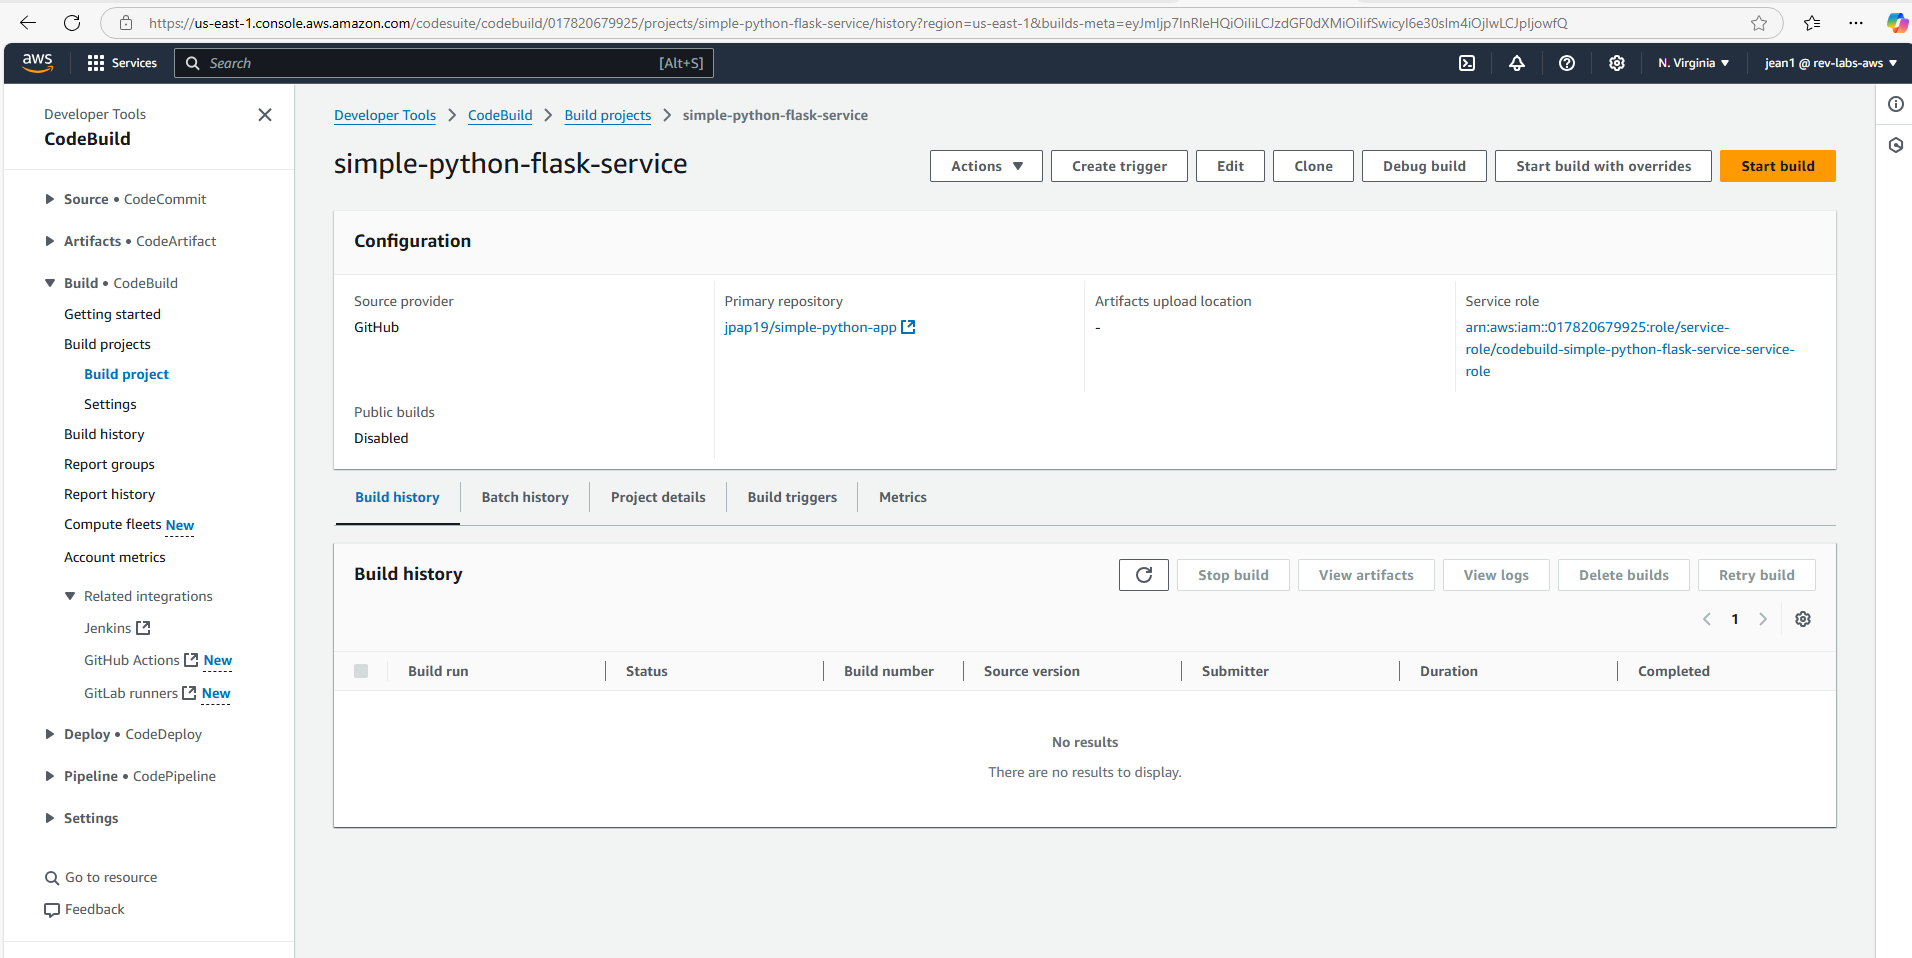 https://us-east-1.console.aws.amazon.com/codesuite/codebuild/017820679925/projects/simple-python-flask-service/history?region=us-east-1&builds-meta=
aws
Services
Search
[Alt+S]
N. Virginia
jean1 @ rev-labs-aws
Developer Tools
CodeBuild
Source • CodeCommit
Artifacts • CodeArtifact
Build • CodeBuild
Getting started
Build projects
Build project
Settings
Build history
Report groups
Report history
Compute fleets New
Account metrics
Related integrations
Jenkins
GitHub Actions New
GitLab runners New
Deploy • CodeDeploy
Pipeline • CodePipeline
Settings
Go to resource
Feedback
Developer Tools > CodeBuild > Build projects > simple-python-flask-service
simple-python-flask-service
Actions
Create trigger
Edit
Clone
Debug build
Start build with overrides
Start build
Configuration
Source provider
GitHub
Primary repository
jpap19/simple-python-app
Artifacts upload location
-
Service role
arn:aws:iam::017820679925:role/service-
role/codebuild-simple-python-flask-service-service-
role
Public builds
Disabled
Build history
Batch history
Project details
Build triggers
Metrics
Build history
Stop build
View artifacts
View logs
Delete builds
Retry build
1
Build run
Status
Build number
Source version
Submitter
Duration
Completed
No results
There are no results to display.